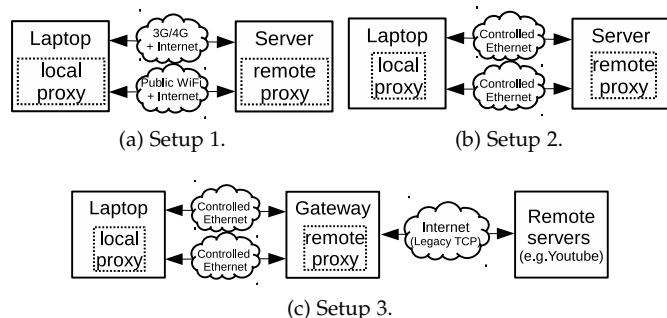 Laptop
local
proxy
3G/4G
+ Internet
Public WiFi
+ Internet
Server
remote
proxy
(a) Setup 1.
Laptop
local
proxy
Controlled
Ethernet
Controlled
Ethernet
Server
remote
proxy
(b) Setup 2.
Laptop
local
proxy
Controlled
Ethernet
Controlled
Ethernet
Gateway
remote
proxy
Internet
(Legacy TCP)
Remote
servers
(e.g.Youtube)
(c) Setup 3.